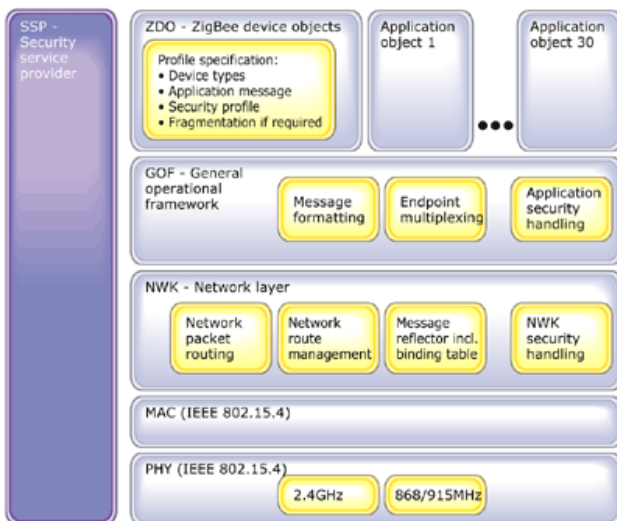 SSP -
Security
service
provider
ZDO - ZigBee device objects
Profile specification:
• Device types
• Application message
• Security profile
• Fragmentation if required
Application
object 1
•••
Application
object 30
GOF - General
operational
framework
Message
formatting
Endpoint
multiplexing
Application
security
handling
NWK - Network layer
Network
packet
routing
Network
route
management
Message
reflector incl.
binding table
NWK
security
handling
MAC (IEEE 802.15.4)
PHY (IEEE 802.15.4)
2.4GHz
868/915MHz